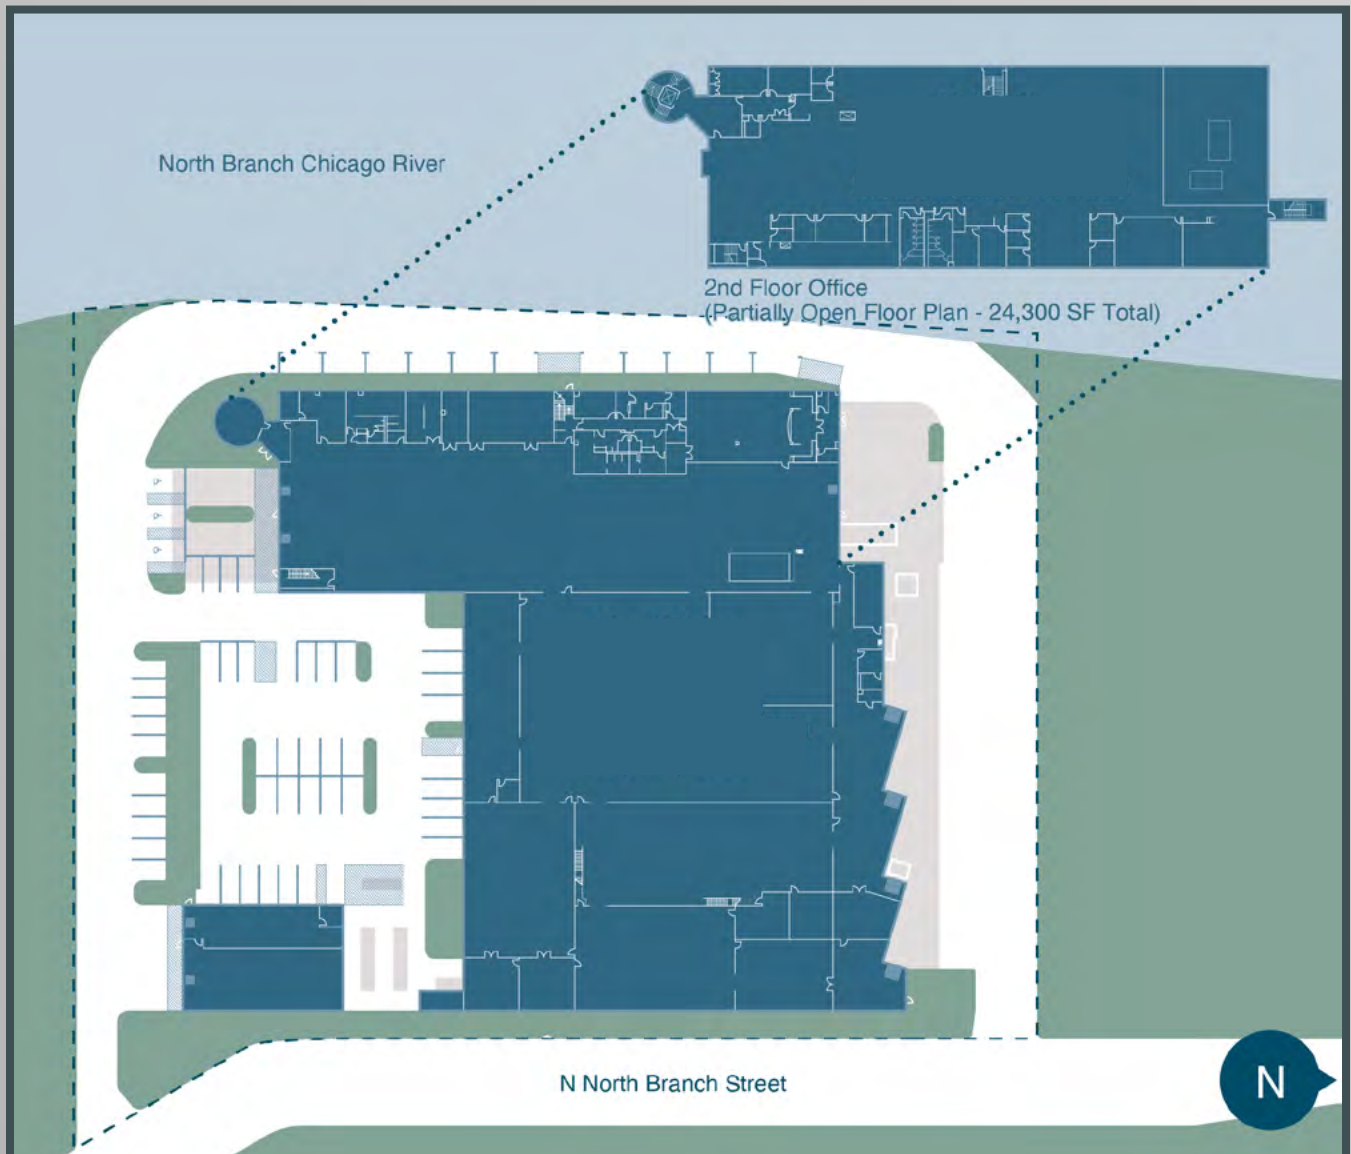 North Branch Chicago River
2nd Floor Office
(Partially Open Floor Plan - 24,300 SF Total)
N North Branch Street
N